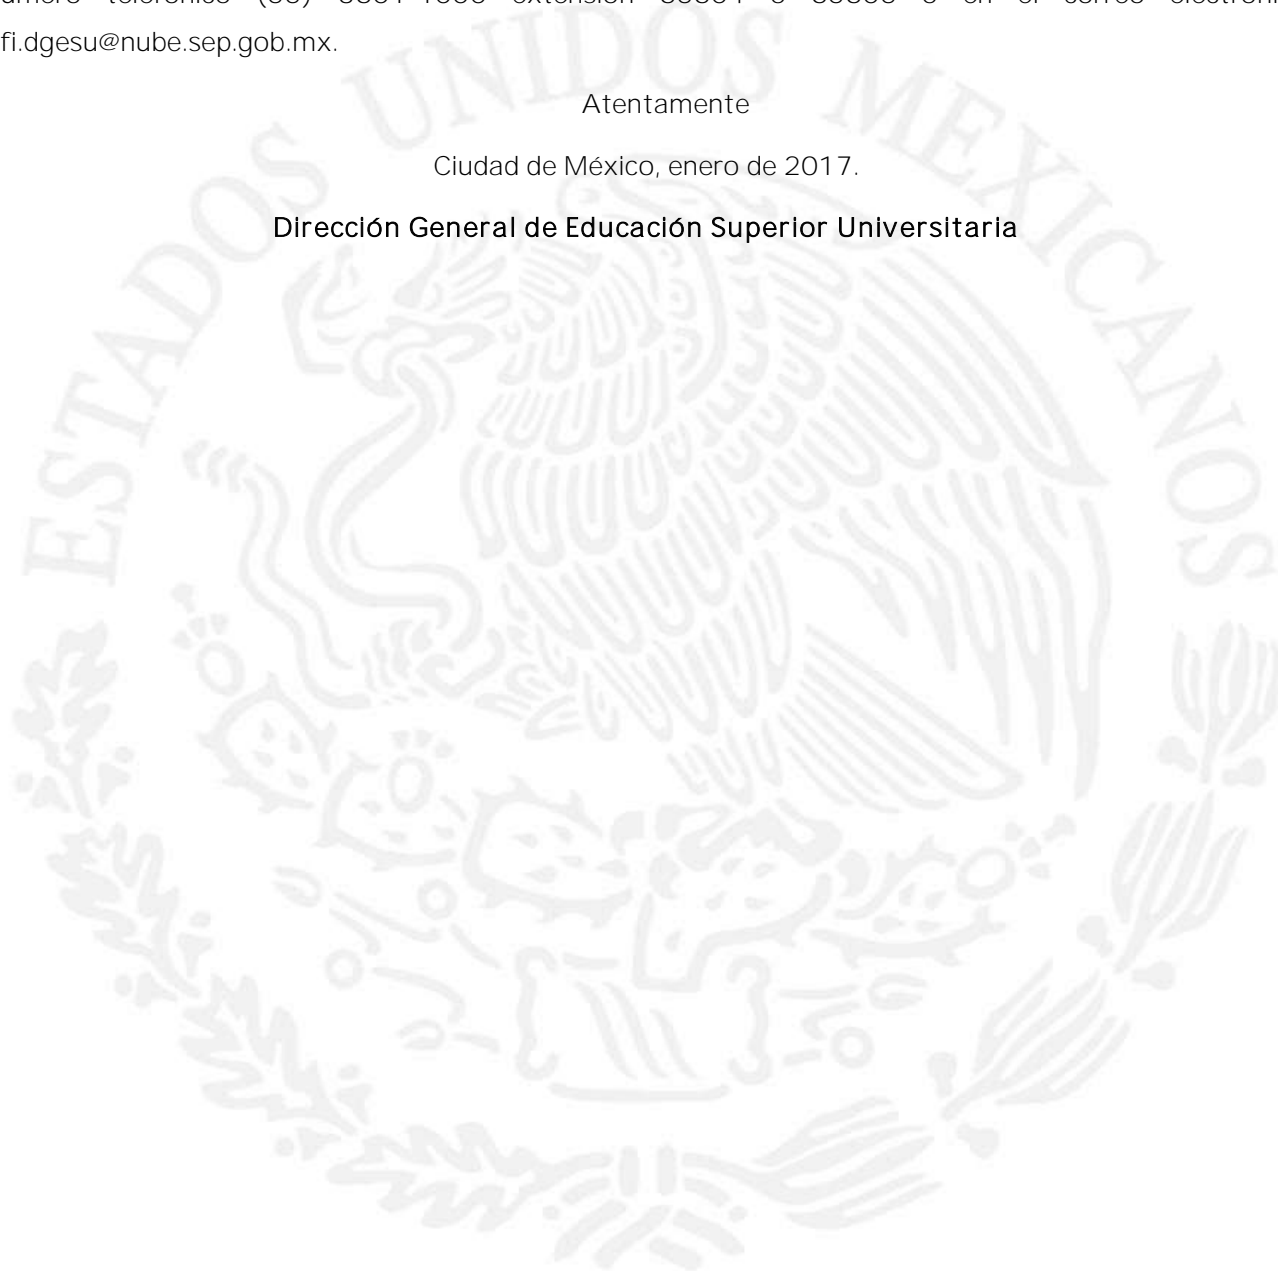 fi.dgesu@nube.sep.gob.mx.
Atentamente
Ciudad de México, enero de 2017.
Dirección General de Educación Superior Universitaria
ESTADOS UNIDOS MEXICANOS